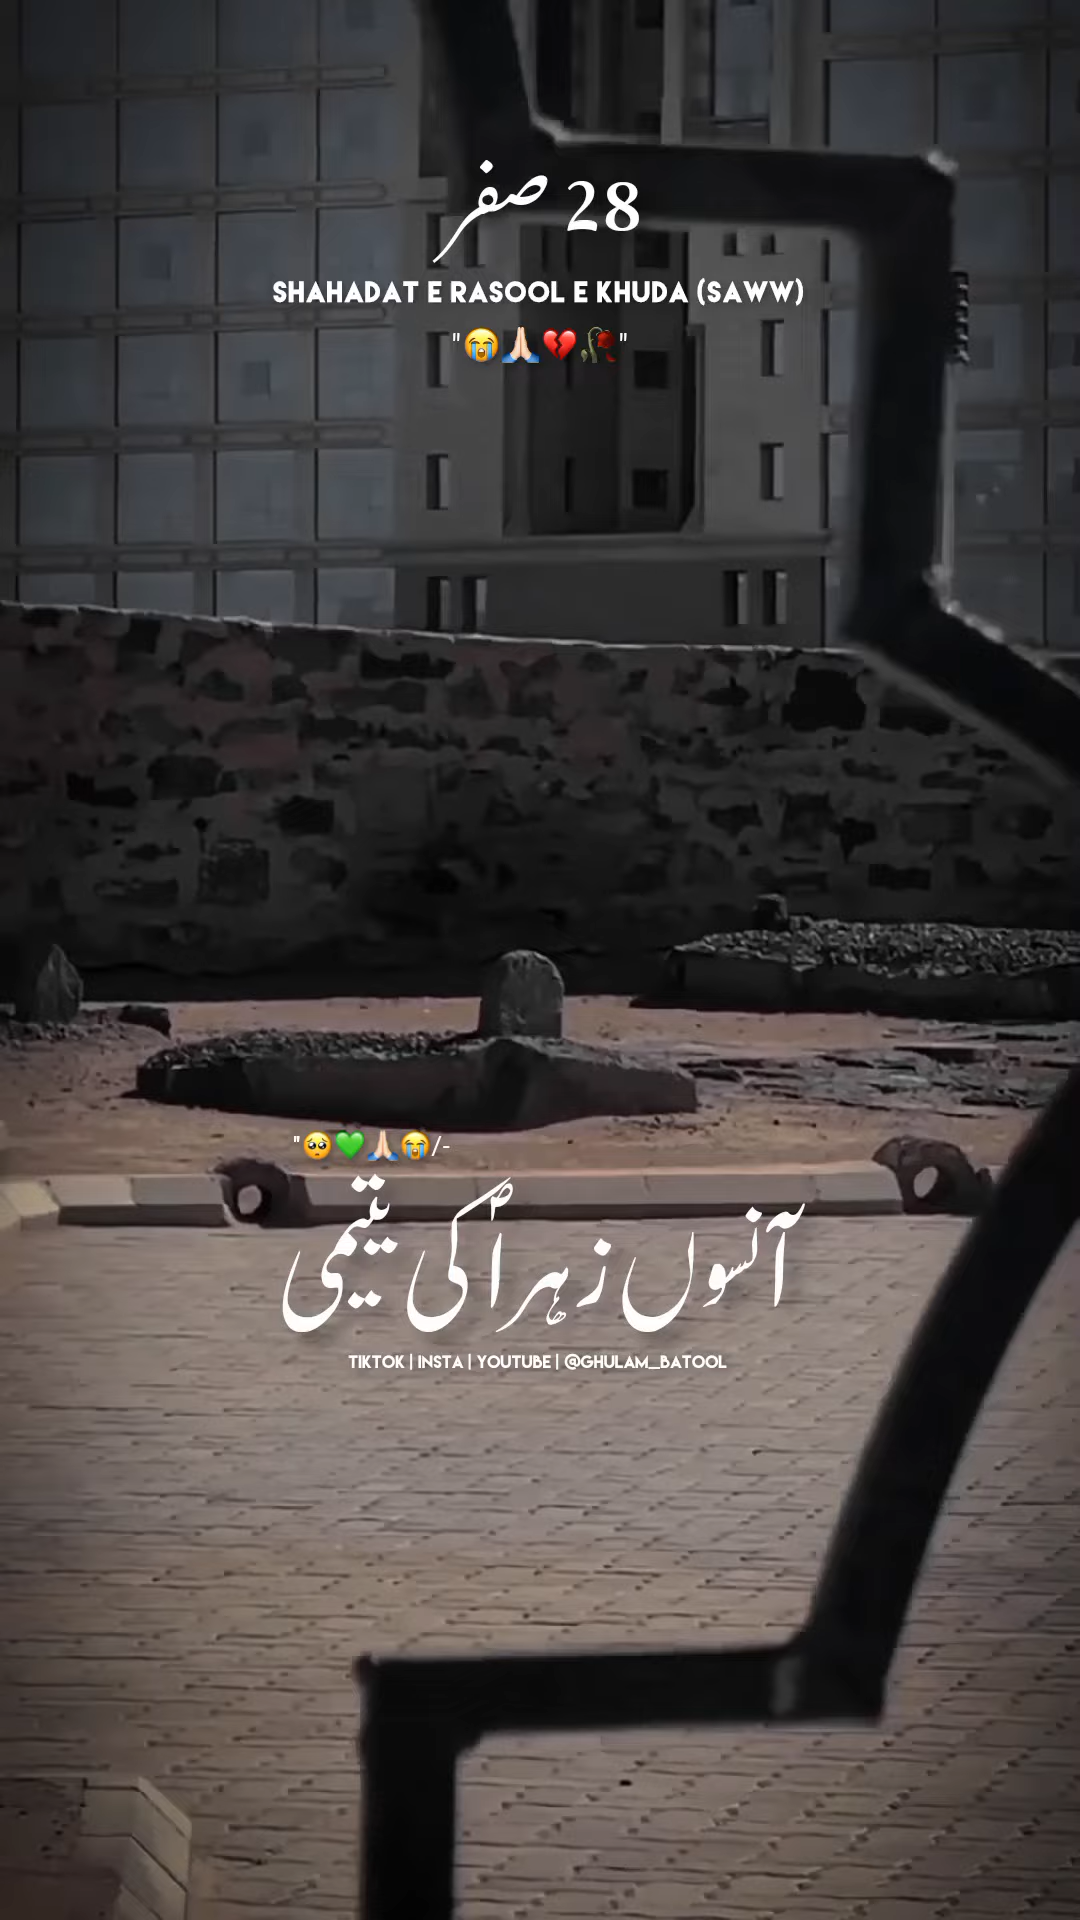 28 صفر
SHAHADAT E RASOOL E KHUDA (SAWW)
"😭🙏🏻💔🥀"
"🥺💚🙏🏻😭/-
آنسوں زہراؑ کی یتیمی
TIKTOK | INSTA | YOUTUBE | @GHULAM_BATOOL